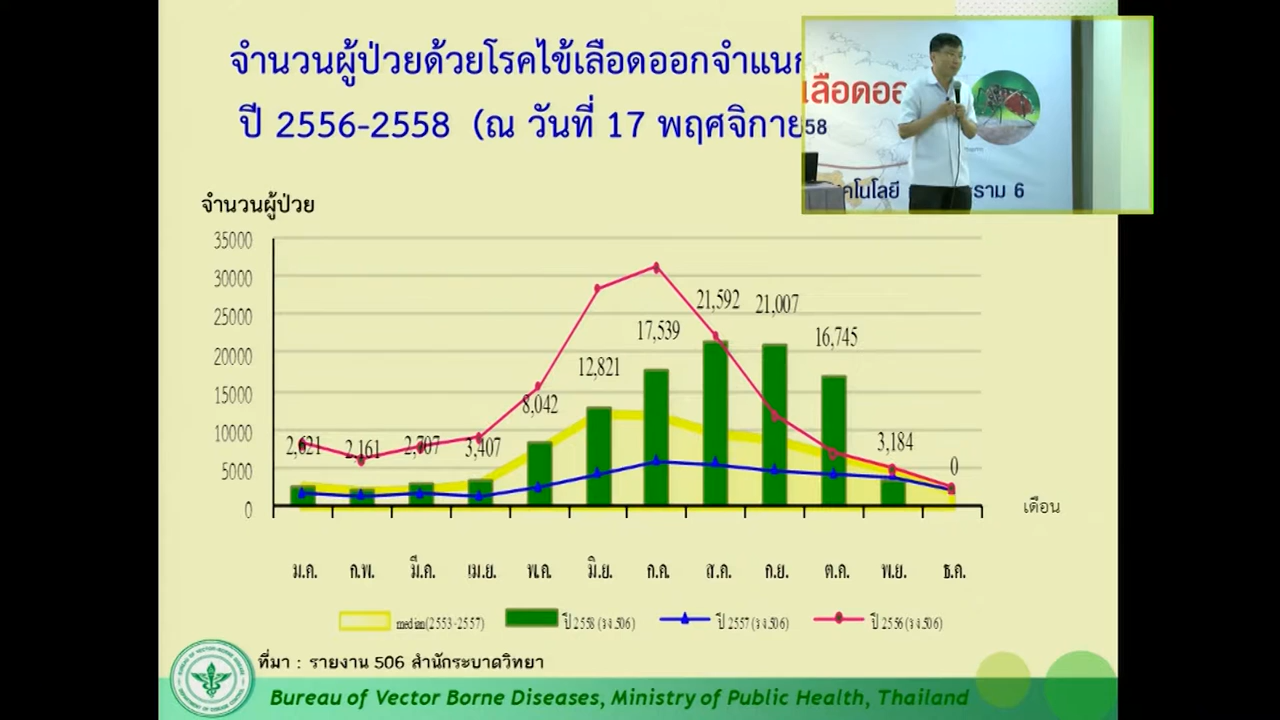 จำนวนผู้ป่วยด้วยโรคไข้เลือดออกจำแนก
ปี 2556-2558 (ณ วันที่ 17 พฤศจิกาย
58
เลือดออ
คโนโลยี
ราม 6
จำนวนผู้ป่วย
35000
30000
25000
20000
15000
10000
5000
0
2,621
2,161
2,707
3,407
8,042
12,821
17,539
21,592
21,007
16,745
3,184
0
เดือน
ม.ค. ก.พ. มี.ค. เม.ย. พ.ค. มิ.ย. ก.ค. ส.ค. ก.ย. ต.ค. พ.ย. ธ.ค.
median(2553-2557) ปี 2558 (รง.506) ปี 2557 (รง.506) ปี 2556 (รง.506)
ที่มา : รายงาน 506 สำนักระบาดวิทยา
Bureau of Vector Borne Diseases, Ministry of Public Health, Thailand